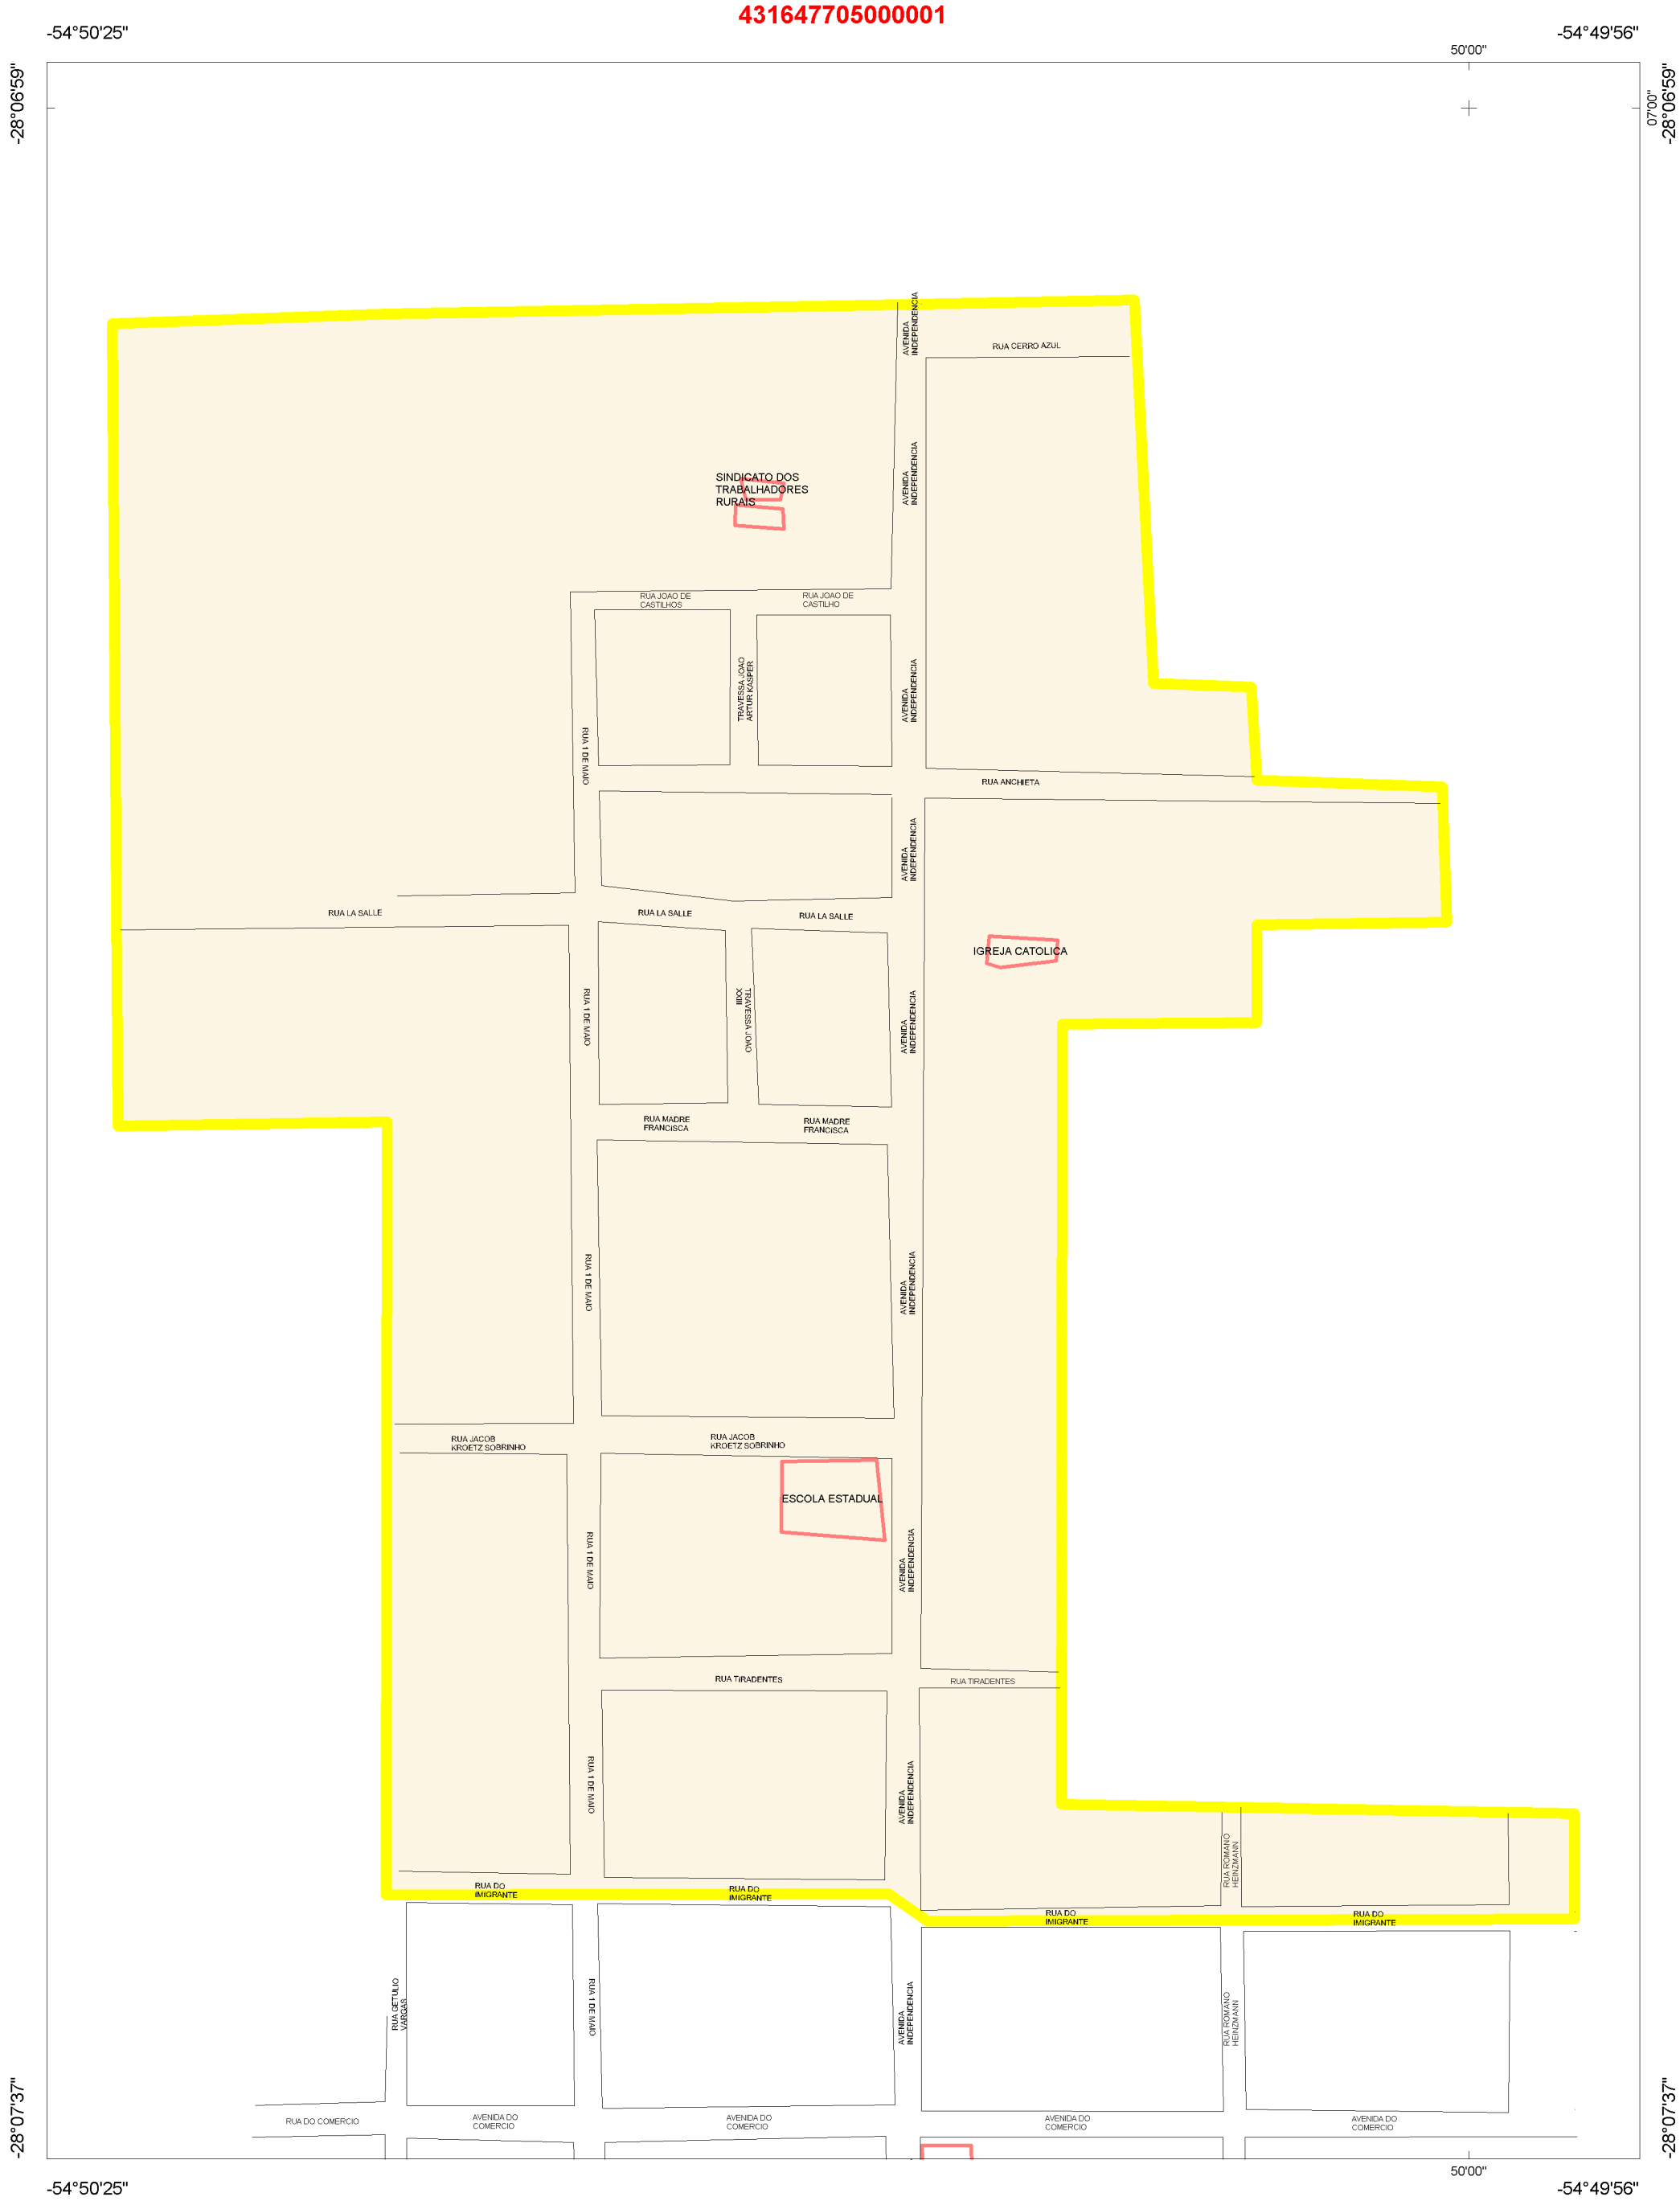 431647705000001
-54°50'25"
-54°49'56"
50'00"
-28°06'59"
07'00"
-28°06'59"
AVENIDA
INDEPENDENCIA
RUA CERRO AZUL
AVENIDA
INDEPENDENCIA
SINDICATO DOS
TRABALHADORES
RURAIS
RUA JOAO DE
CASTILHOS
RUA JOAO DE
CASTILHO
TRAVESSA JOAO
ARTUR KASPER
AVENIDA
INDEPENDENCIA
RUA 1 DE MAIO
RUA ANCHIETA
AVENIDA
INDEPENDENCIA
RUA LA SALLE
RUA LA SALLE
RUA LA SALLE
IGREJA CATOLICA
RUA 1 DE MAIO
TRAVESSA JOAO
XXIII
AVENIDA
INDEPENDENCIA
RUA MADRE
FRANCISCA
RUA MADRE
FRANCISCA
RUA 1 DE MAIO
AVENIDA
INDEPENDENCIA
RUA JACOB
KROETZ SOBRINHO
RUA JACOB
KROETZ SOBRINHO
ESCOLA ESTADUAL
RUA 1 DE MAIO
AVENIDA
INDEPENDENCIA
RUA TIRADENTES
RUA TIRADENTES
RUA 1 DE MAIO
AVENIDA
INDEPENDENCIA
RUA ROMANO
HEINZMANN
RUA DO
IMIGRANTE
RUA DO
IMIGRANTE
RUA DO
IMIGRANTE
RUA DO
IMIGRANTE
RUA GETULIO
VARGAS
RUA 1 DE MAIO
AVENIDA
INDEPENDENCIA
RUA ROMANO
HEINZMANN
RUA DO COMERCIO
AVENIDA DO
COMERCIO
AVENIDA DO
COMERCIO
AVENIDA DO
COMERCIO
AVENIDA DO
COMERCIO
-28°07'37"
-28°07'37"
50'00"
-54°50'25"
-54°49'56"